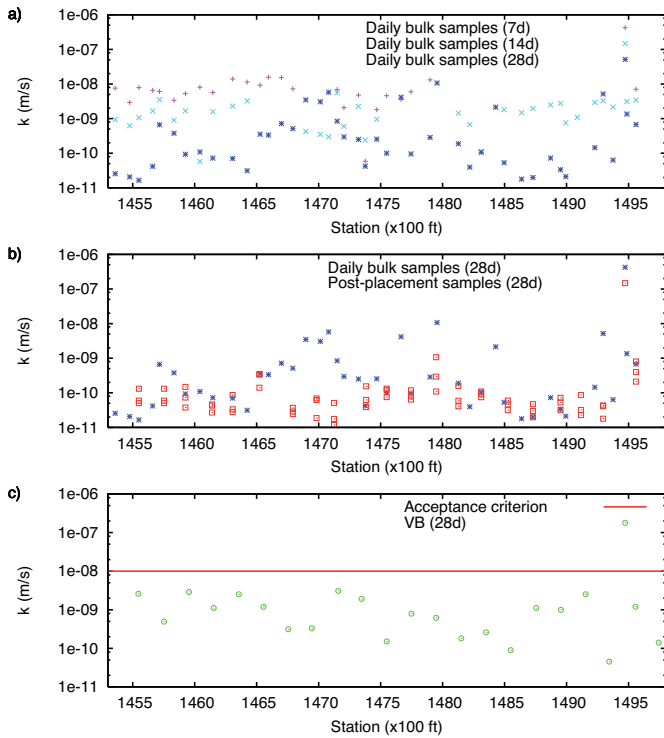 a)
1e-06
Daily bulk samples (7d)
Daily bulk samples (14d)
Daily bulk samples (28d)
1e-07
1e-08
k (m/s)
1e-09
1e-10
1e-11
1455 1460 1465 1470 1475 1480 1485 1490 1495
Station (x100 ft)
b)
1e-06
Daily bulk samples (28d)
Post-placement samples (28d)
1e-07
1e-08
k (m/s)
1e-09
1e-10
1e-11
1455 1460 1465 1470 1475 1480 1485 1490 1495
Station (x100 ft)
c)
1e-06
Acceptance criterion
VB (28d)
1e-07
1e-08
k (m/s)
1e-09
1e-10
1e-11
1455 1460 1465 1470 1475 1480 1485 1490 1495
Station (x100 ft)